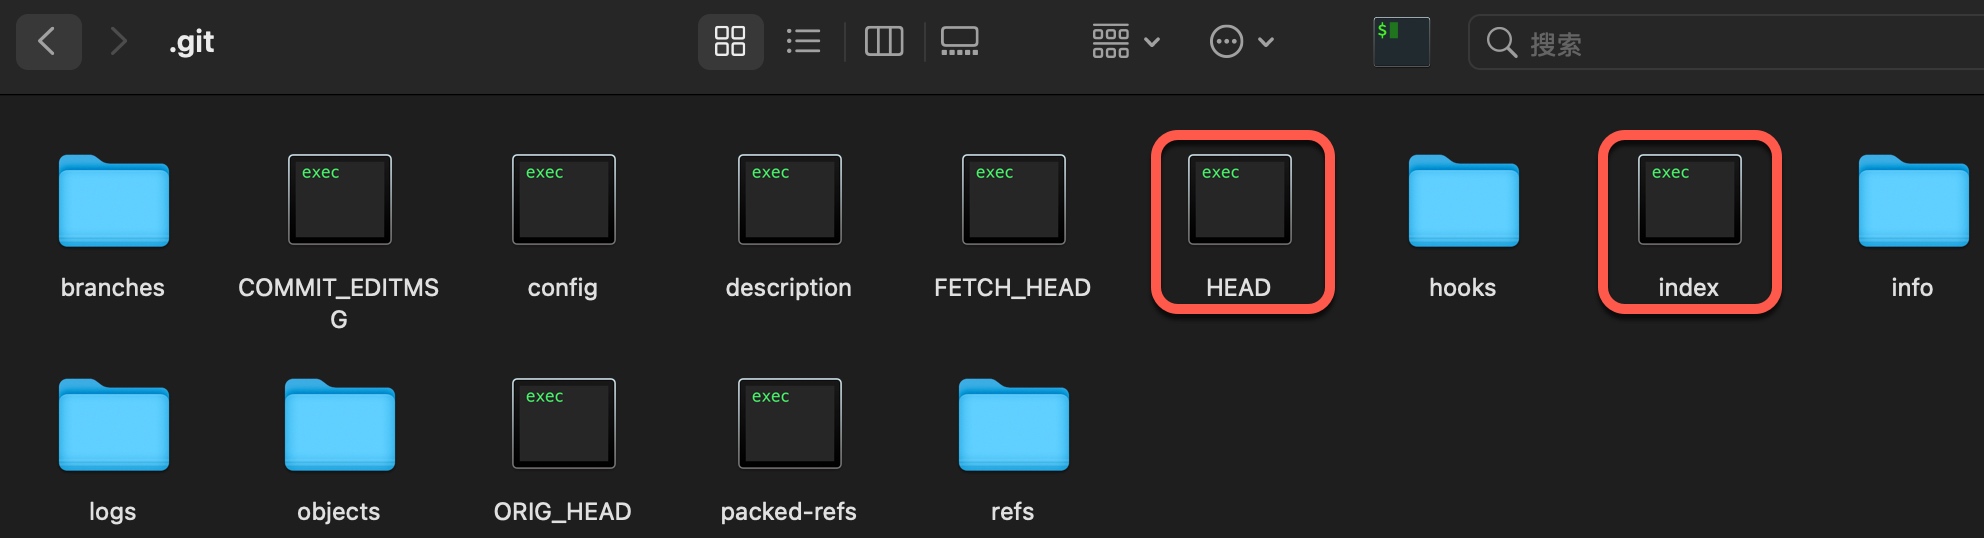 .git
$
搜索
exec
exec
exec
exec
exec
exec
branches
COMMIT_EDITMS
G
config
description
FETCH_HEAD
HEAD
hooks
index
info
exec
exec
logs
objects
ORIG_HEAD
packed-refs
refs